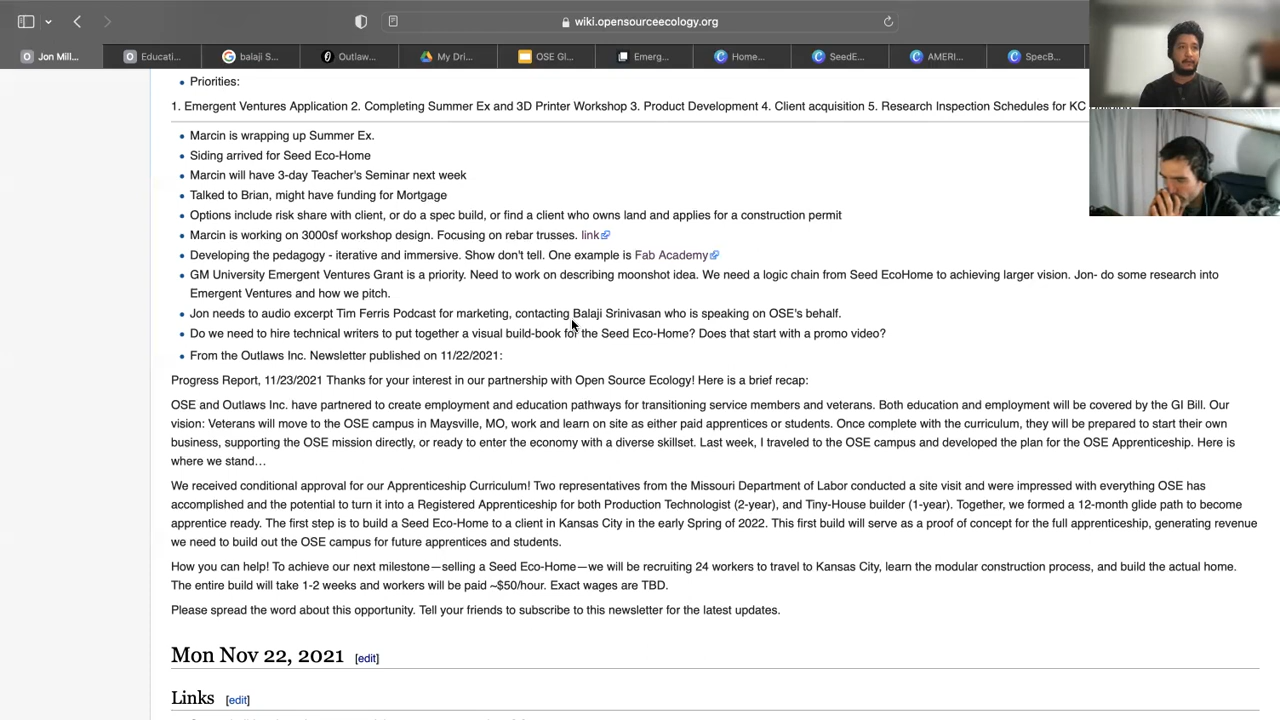 wiki.opensourceecology.org
Jon Mill...
Educati...
balaji S...
Outlaw...
My Dri...
OSE GI...
Emerg...
Home...
SeedE...
AMERI...
SpecB...
Priorities:
1. Emergent Ventures Application 2. Completing Summer Ex and 3D Printer Workshop 3. Product Development 4. Client acquisition 5. Research Inspection Schedules for KC
Marcin is wrapping up Summer Ex.
Siding arrived for Seed Eco-Home
Marcin will have 3-day Teacher's Seminar next week
Talked to Brian, might have funding for Mortgage
Options include risk share with client, or do a spec build, or find a client who owns land and applies for a construction permit
Marcin is working on 3000sf workshop design. Focusing on rebar trusses. link
Developing the pedagogy - iterative and immersive. Show don't tell. One example is Fab Academy
GM University Emergent Ventures Grant is a priority. Need to work on describing moonshot idea. We need a logic chain from Seed EcoHome to achieving larger vision. Jon- do some research into
Emergent Ventures and how we pitch.
Jon needs to audio excerpt Tim Ferris Podcast for marketing, contacting Balaji Srinivasan who is speaking on OSE's behalf.
Do we need to hire technical writers to put together a visual build-book for the Seed Eco-Home? Does that start with a promo video?
From the Outlaws Inc. Newsletter published on 11/22/2021:
Progress Report, 11/23/2021 Thanks for your interest in our partnership with Open Source Ecology! Here is a brief recap:
OSE and Outlaws Inc. have partnered to create employment and education pathways for transitioning service members and veterans. Both education and employment will be covered by the GI Bill. Our
vision: Veterans will move to the OSE campus in Maysville, MO, work and learn on site as either paid apprentices or students. Once complete with the curriculum, they will be prepared to start their own
business, supporting the OSE mission directly, or ready to enter the economy with a diverse skillset. Last week, I traveled to the OSE campus and developed the plan for the OSE Apprenticeship. Here is
where we stand…
We received conditional approval for our Apprenticeship Curriculum! Two representatives from the Missouri Department of Labor conducted a site visit and were impressed with everything OSE has
accomplished and the potential to turn it into a Registered Apprenticeship for both Production Technologist (2-year), and Tiny-House builder (1-year). Together, we formed a 12-month glide path to become
apprentice ready. The first step is to build a Seed Eco-Home to a client in Kansas City in the early Spring of 2022. This first build will serve as a proof of concept for the full apprenticeship, generating revenue
we need to build out the OSE campus for future apprentices and students.
How you can help! To achieve our next milestone—selling a Seed Eco-Home—we will be recruiting 24 workers to travel to Kansas City, learn the modular construction process, and build the actual home.
The entire build will take 1-2 weeks and workers will be paid ~$50/hour. Exact wages are TBD.
Please spread the word about this opportunity. Tell your friends to subscribe to this newsletter for the latest updates.
Mon Nov 22, 2021 [edit]
Links [edit]